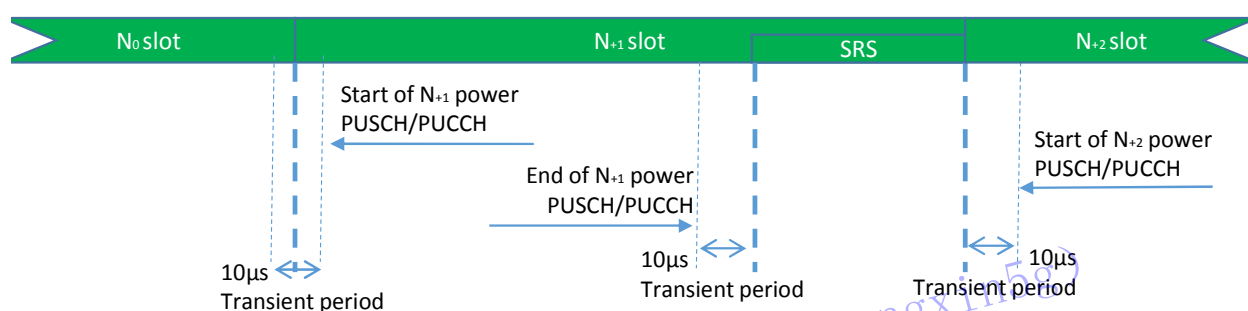 N₀ slot
N₊₁ slot
SRS
N₊₂ slot
Start of N₊₁ power
PUSCH/PUCCH
Start of N₊₂ power
PUSCH/PUCCH
End of N₊₁ power
PUSCH/PUCCH
10µs
Transient period
10µs
Transient period
10µs
Transient period
ngxin5g)